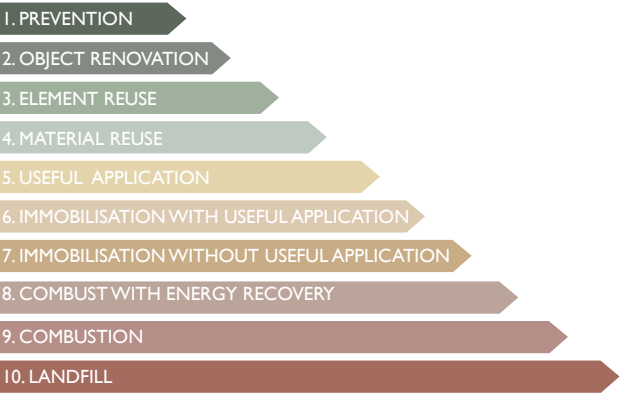 1. PREVENTION
2. OBJECT RENOVATION
3. ELEMENT REUSE
4. MATERIAL REUSE
5. USEFUL APPLICATION
6. IMMOBILISATION WITH USEFUL APPLICATION
7. IMMOBILISATION WITHOUT USEFUL APPLICATION
8. COMBUST WITH ENERGY RECOVERY
9. COMBUSTION
10. LANDFILL